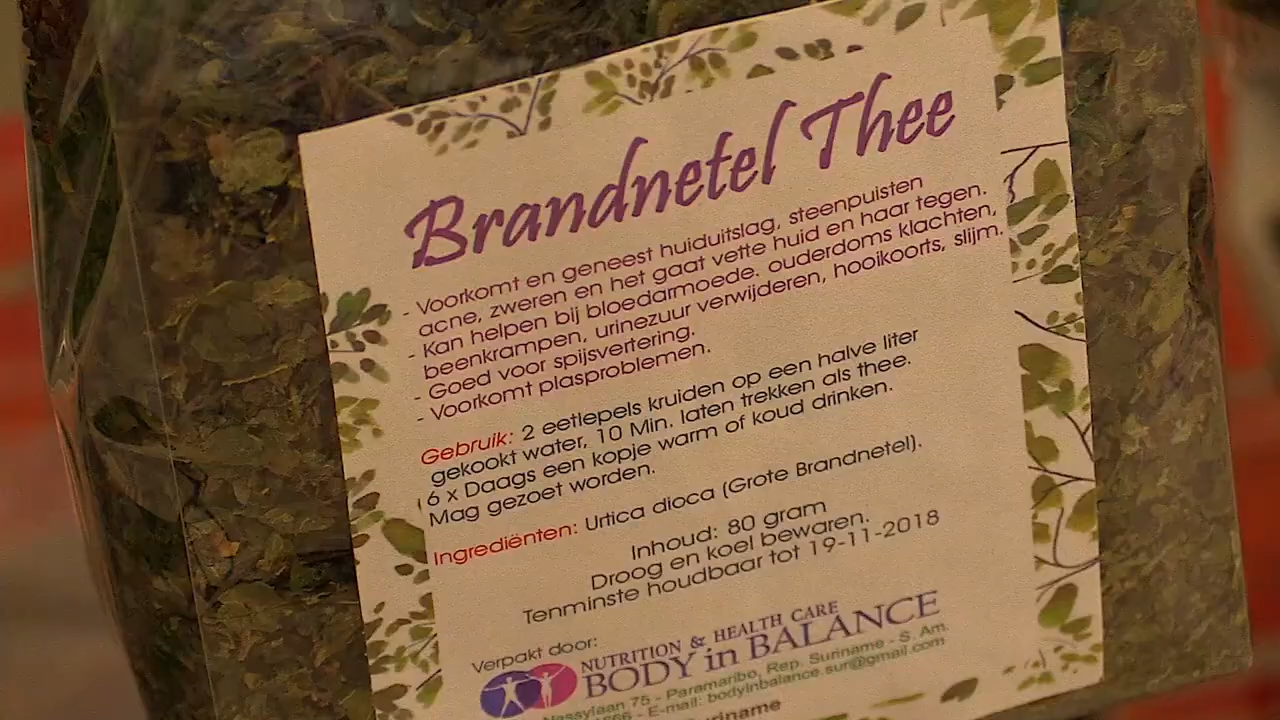 Brandnetel Thee
- Voorkomt en geneest huiduitslag, steenpuisten
acne, zweren en het gaat vette huid en haar tegen.
- Kan helpen bij bloedarmoede. ouderdoms klachten,
beenkrampen, urinezuur verwijderen, hooikoorts, slijm.
- Goed voor spijsvertering.
- Voorkomt plasproblemen.
Gebruik: 2 eetlepels kruiden op een halve liter
gekookt water, 10 Min. laten trekken als thee.
6 x Daags een kopje warm of koud drinken.
Mag gezoet worden.
Ingrediënten: Urtica dioca (Grote Brandnetel).
Inhoud: 80 gram
Droog en koel bewaren.
Tenminste houdbaar tot 19-11-2018
Verpakt door:
NUTRITION & HEALTH CARE
BODY in BALANCE
Nassylaan 75 - Paramaribo, Rep. Suriname - S. Am.
- E-mail: bodyinbalance.sur@gmail.com